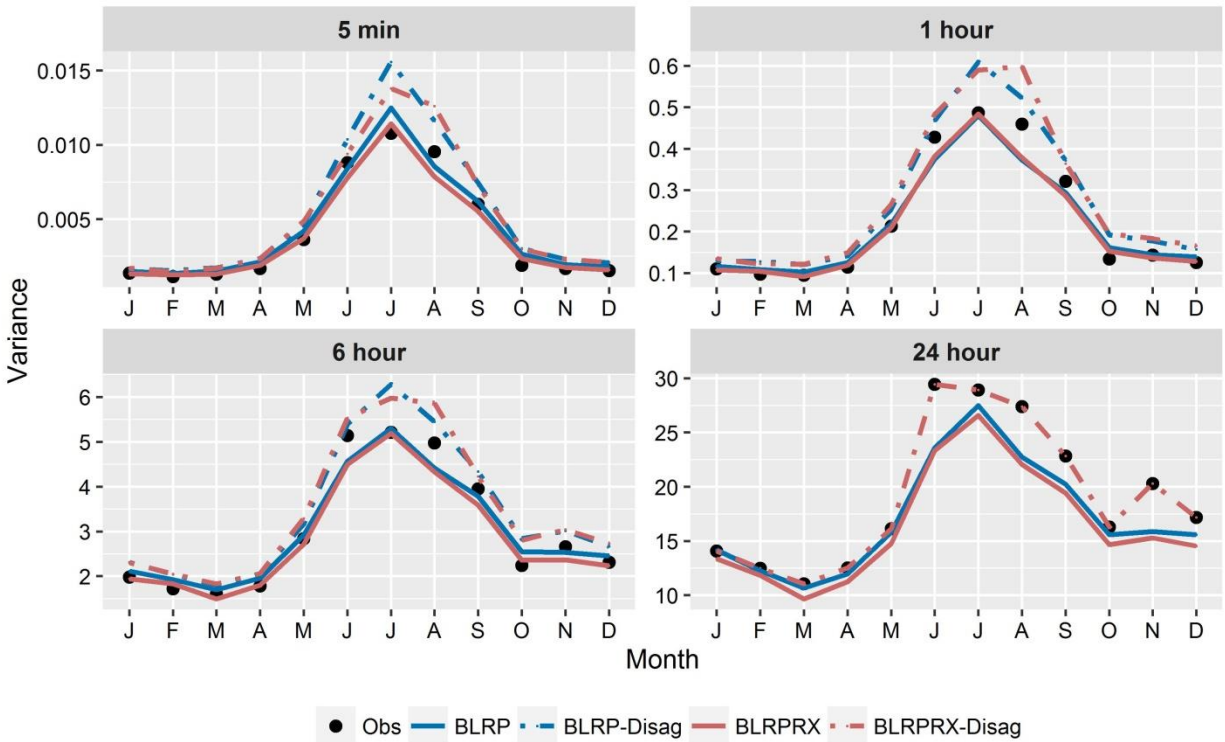 5 min
1 hour
0.015
0.010
0.005
0.6
0.5
0.4
0.3
0.2
0.1
J F M A M J J A S O N D
J F M A M J J A S O N D
Variance
6 hour
24 hour
6
5
4
3
2
30
25
20
15
10
J F M A M J J A S O N D
J F M A M J J A S O N D
Month
Obs BLRP BLRP-Disag BLRPRX BLRPRX-Disag